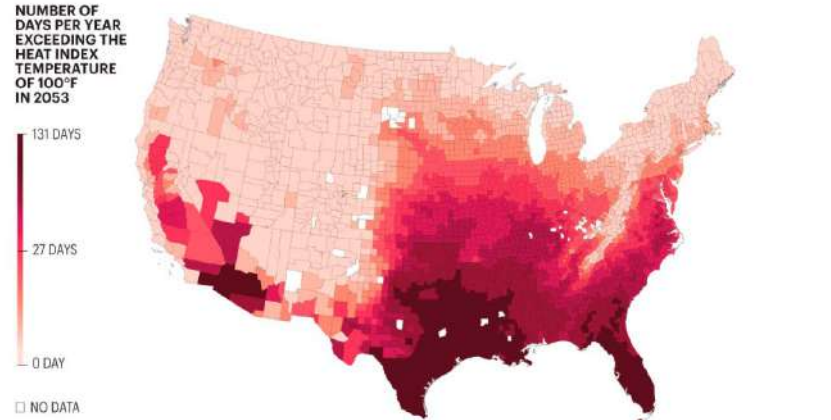 NUMBER OF
DAYS PER YEAR
EXCEEDING THE
HEAT INDEX
TEMPERATURE
OF 100°F
IN 2053
131 DAYS
27 DAYS
0 DAY
NO DATA